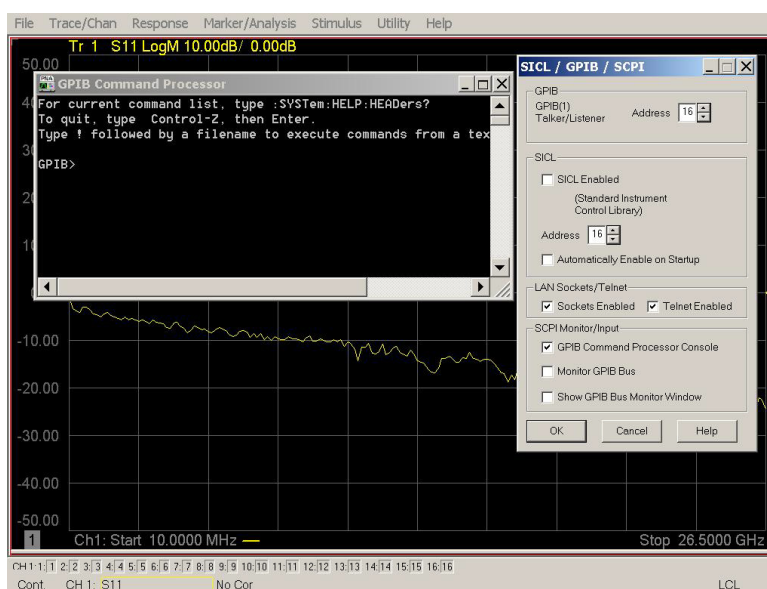 File Trace/Chan Response Marker/Analysis Stimulus Utility Help
Tr 1 S11 LogM 10.00dB/ 0.00dB
50.00
-10.00
-20.00
-30.00
-40.00
-50.00
GPIB Command Processor
For current command list, type :SYSTem:HELP:HEADers?
To quit, type Control-Z, then Enter.
Type ! followed by a filename to execute commands from a tex
GPIB>
SICL / GPIB / SCPI
GPIB
GPIB(1)
Talker/Listener
Address 16
SICL
SICL Enabled
(Standard Instrument
Control Library)
Address 16
Automatically Enable on Startup
LAN Sockets/Telnet
Sockets Enabled Telnet Enabled
SCPI Monitor/Input
GPIB Command Processor Console
Monitor GPIB Bus
Show GPIB Bus Monitor Window
OK Cancel Help
1 Ch1: Start 10.0000 MHz Stop 26.5000 GHz
CH 1:1: 1 2: 2 3: 3 4: 4 5: 5 6: 6 7: 7 8: 8 9: 9 10:10 11:11 12:12 13:13 14:14 15:15 16:16
Cont. CH 1: S11 No Cor LCL